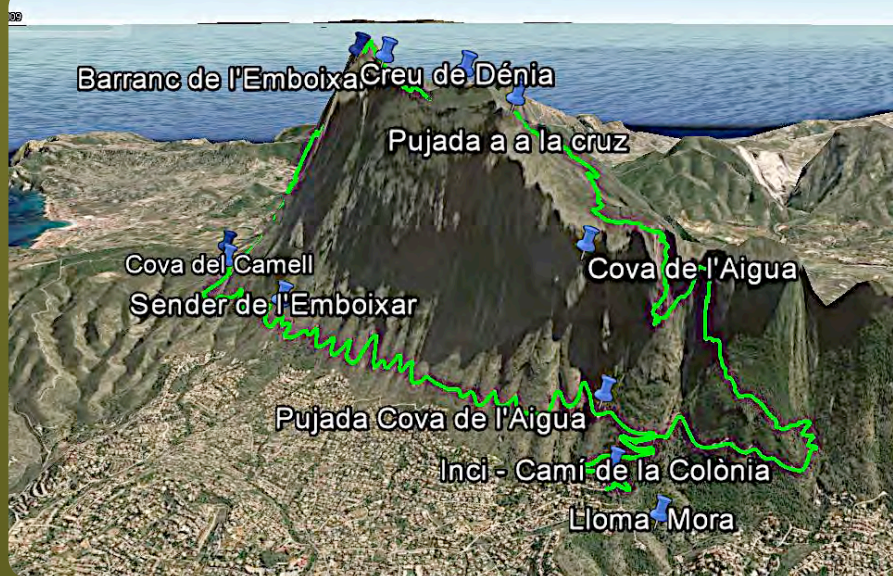 09
Barranc de l'Emboixa
Creu de Dénia
Pujada a a la cruz
Cova del Camell
Cova de l'Aigua
Sender de l'Emboixar
Pujada Cova de l'Aigua
Inci - Camí de la Colònia
Lloma Mora